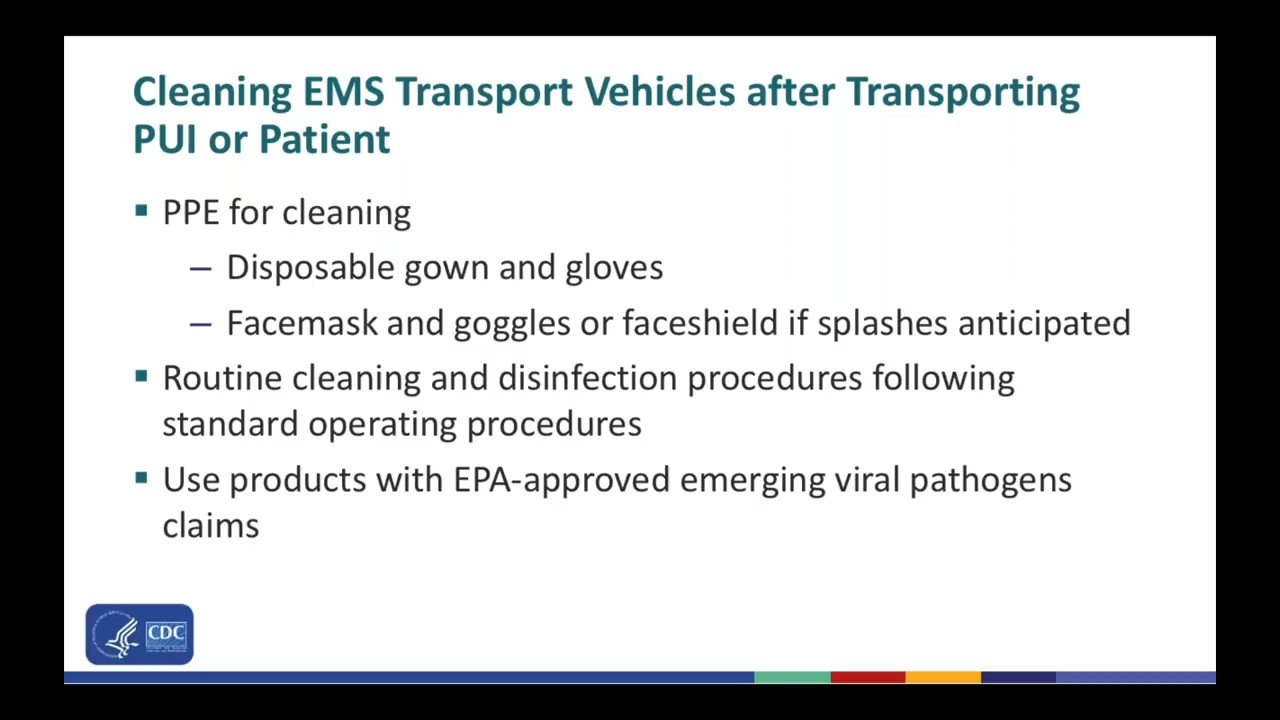 Cleaning EMS Transport Vehicles after Transporting
PUI or Patient
▪ PPE for cleaning
– Disposable gown and gloves
– Facemask and goggles or faceshield if splashes anticipated
▪ Routine cleaning and disinfection procedures following
standard operating procedures
▪ Use products with EPA-approved emerging viral pathogens
claims
CDC